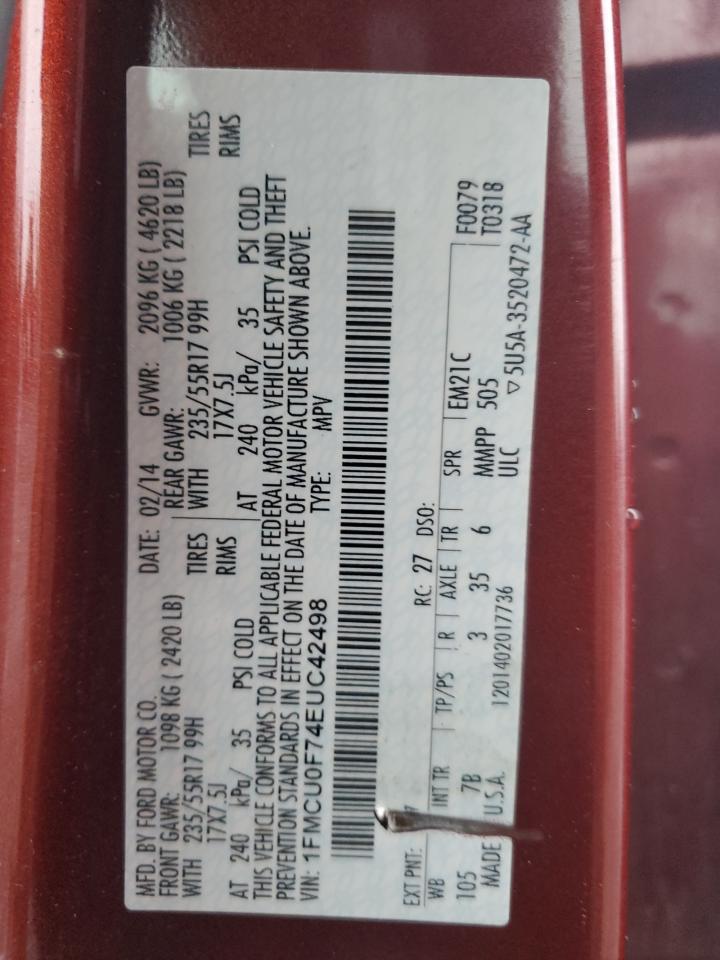 MFD. BY FORD MOTOR CO. DATE: 02/14 GVWR: 2096 KG ( 4620 LB)
FRONT GAWR: 1098 KG ( 2420 LB) REAR GAWR: 1006 KG ( 2218 LB)
WITH 235/55R17 99H TIRES WITH 235/55R17 99H TIRES
17X7.5J RIMS 17X7.5J RIMS
AT 240 kPa/ 35 PSI COLD AT 240 kPa/ 35 PSI COLD
THIS VEHICLE CONFORMS TO ALL APPLICABLE FEDERAL MOTOR VEHICLE SAFETY AND THEFT
PREVENTION STANDARDS IN EFFECT ON THE DATE OF MANUFACTURE SHOWN ABOVE.
VIN: 1FMCU0F74EUC42498 TYPE: MPV
EXT PNT: RC: 27 DSO: F0079
WB INT TR TP/PS R AXLE TR SPR EM21C T0318
105 7B 3 35 6 MMPP 505
MADE U.S.A. 1201402017736 ULC ▽5U5A-3520472-AA